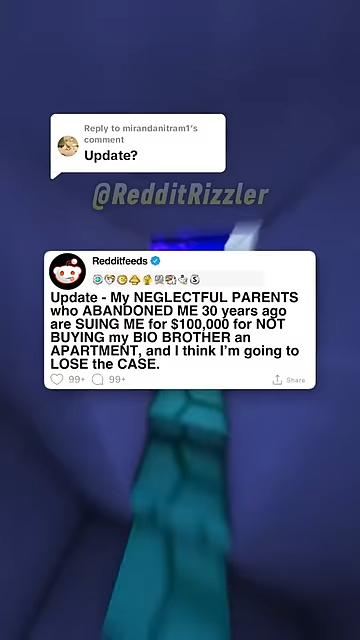 Reply to mirandanitram1's
comment
Update?
@RedditRizzler
Redditfeeds
Update - My NEGLECTFUL PARENTS
who ABANDONED ME 30 years ago
are SUING ME for $100,000 for NOT
BUYING my BIO BROTHER an
APARTMENT, and I think I'm going to
LOSE the CASE.
99+ 99+ Share